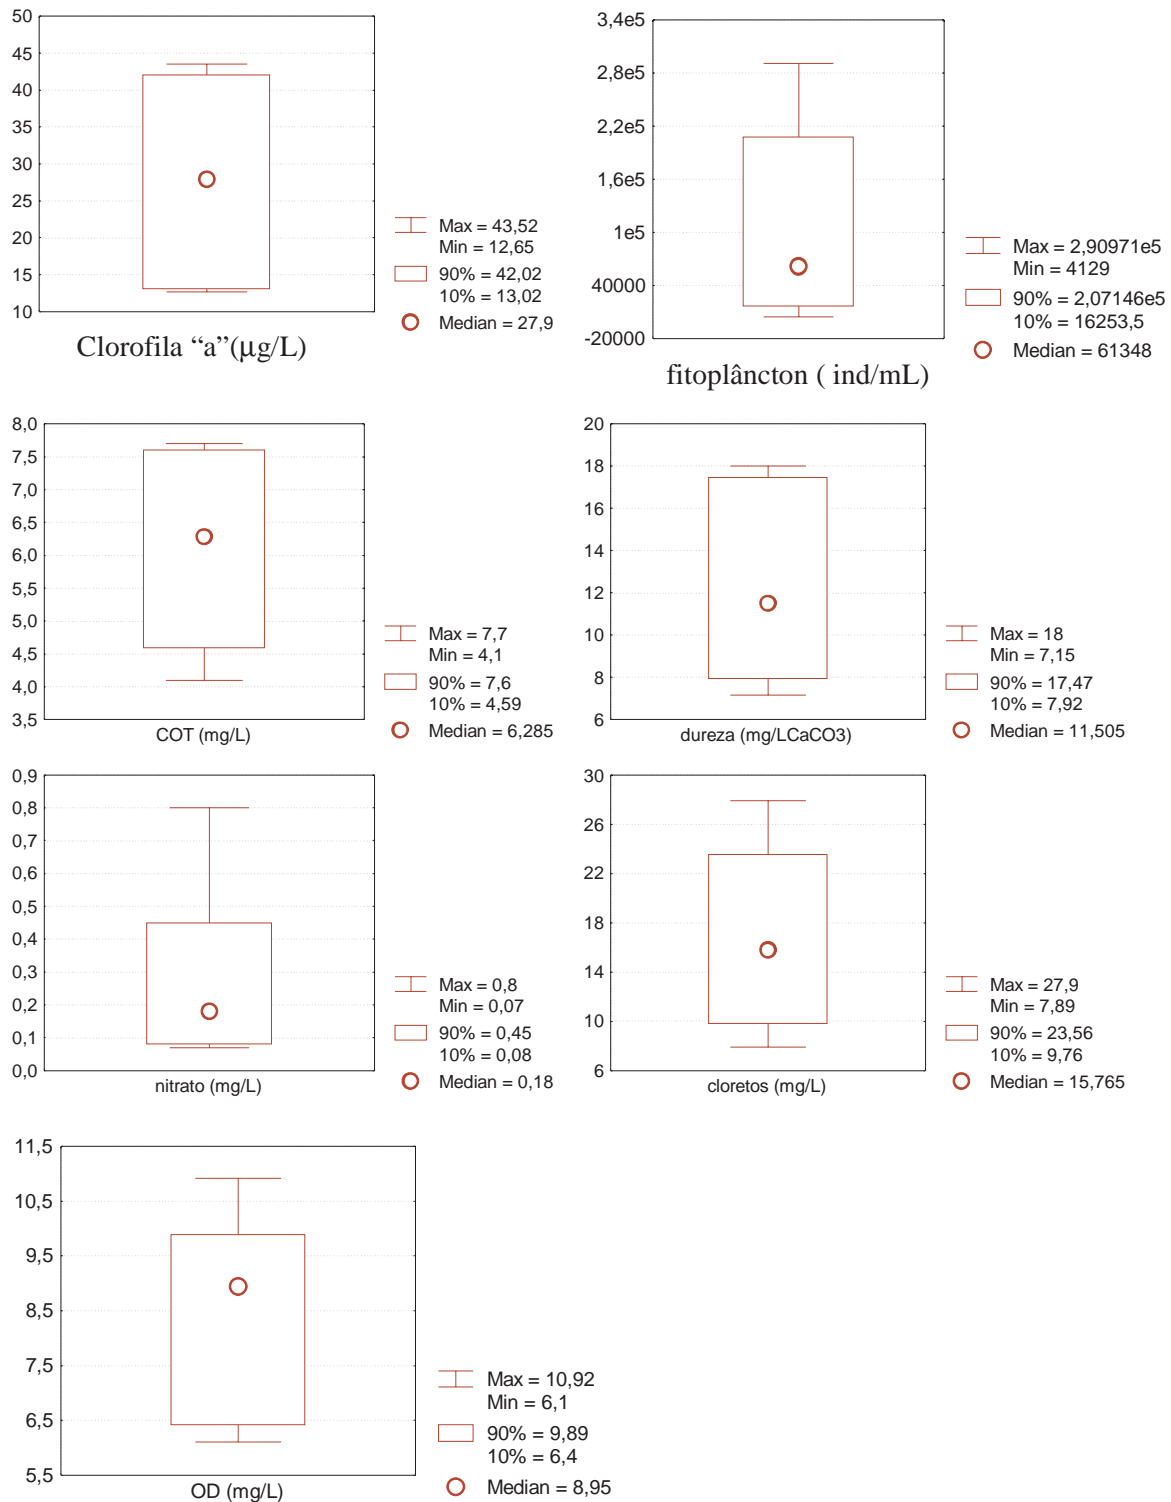 50
45
40
35
30
25
20
15
10
Clorofila “a”(µg/L)
Max = 43,52
Min = 12,65
90% = 42,02
10% = 13,02
Median = 27,9
3,4e5
2,8e5
2,2e5
1,6e5
1e5
40000
-20000
fitoplâncton ( ind/mL)
Max = 2,90971e5
Min = 4129
90% = 2,07146e5
10% = 16253,5
Median = 61348
8,0
7,5
7,0
6,5
6,0
5,5
5,0
4,5
4,0
3,5
COT (mg/L)
Max = 7,7
Min = 4,1
90% = 7,6
10% = 4,59
Median = 6,285
20
18
16
14
12
10
8
6
dureza (mg/LCaCO3)
Max = 18
Min = 7,15
90% = 17,47
10% = 7,92
Median = 11,505
0,9
0,8
0,7
0,6
0,5
0,4
0,3
0,2
0,1
0,0
nitrato (mg/L)
Max = 0,8
Min = 0,07
90% = 0,45
10% = 0,08
Median = 0,18
30
26
22
18
14
10
6
cloretos (mg/L)
Max = 27,9
Min = 7,89
90% = 23,56
10% = 9,76
Median = 15,765
11,5
10,5
9,5
8,5
7,5
6,5
5,5
OD (mg/L)
Max = 10,92
Min = 6,1
90% = 9,89
10% = 6,4
Median = 8,95